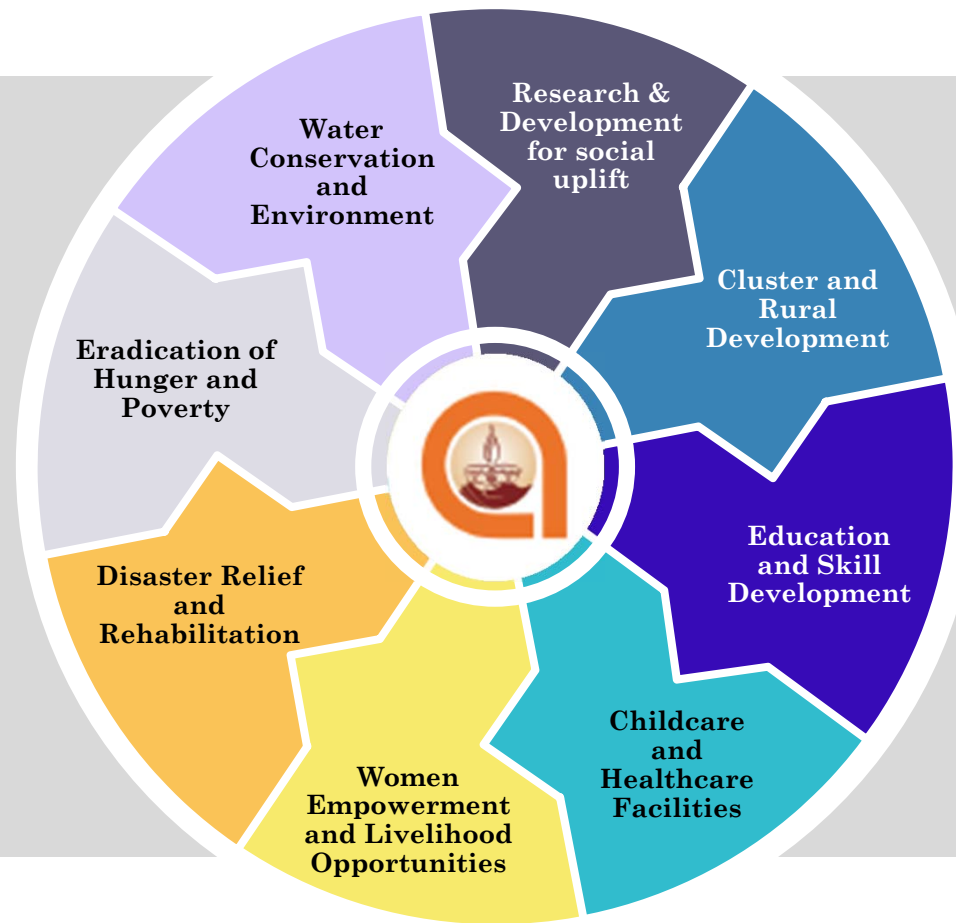 Research &
Development
for social
uplift
Cluster and
Rural
Development
Education
and Skill
Development
Childcare
and
Healthcare
Facilities
Women
Empowerment
and Livelihood
Opportunities
Disaster Relief
and
Rehabilitation
Eradication of
Hunger and
Poverty
Water
Conservation
and
Environment